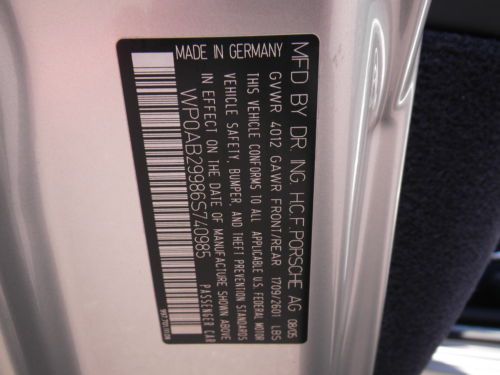 MFD BY DR. ING. H.C.F. PORSCHE AG 08/05
GVWR 4012 GAWR FRONT/REAR 1709/2601 LBS
THIS VEHICLE CONFORMS TO ALL APPLICABLE U.S. FEDERAL MOTOR
VEHICLE SAFETY, BUMPER, AND THEFT PREVENTION STANDARDS
IN EFFECT ON THE DATE OF MANUFACTURE SHOWN ABOVE
WP0AB29986S740985 PASSENGER CAR
MADE IN GERMANY